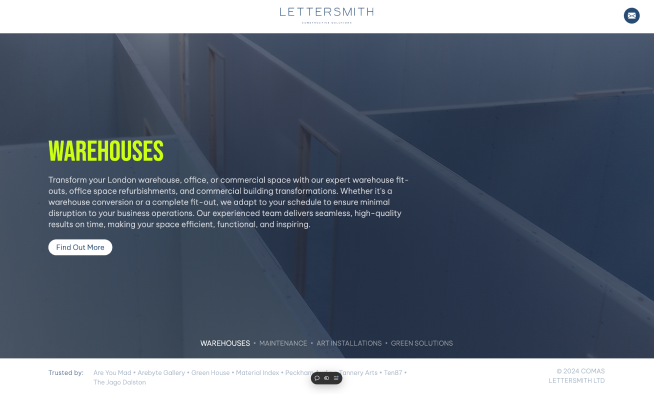 LETTERSMITH
CONSTRUCTIVE SOLUTIONS
WAREHOUSES
Transform your London warehouse, office, or commercial space with our expert warehouse fit-
outs, office space refurbishments, and commercial building transformations. Whether it's a
warehouse conversion or a complete fit-out, we adapt to your schedule to ensure minimal
disruption to your business operations. Our experienced team delivers seamless, high-quality
results on time, making your space efficient, functional, and inspiring.
Find Out More
WAREHOUSES • MAINTENANCE • ART INSTALLATIONS • GREEN SOLUTIONS
Trusted by: Are You Mad • Arebyte Gallery • Green House • Material Index • Peckham Tannery Arts • Ten87 •
The Jago Dalston
© 2024 COMAS
LETTERSMITH LTD